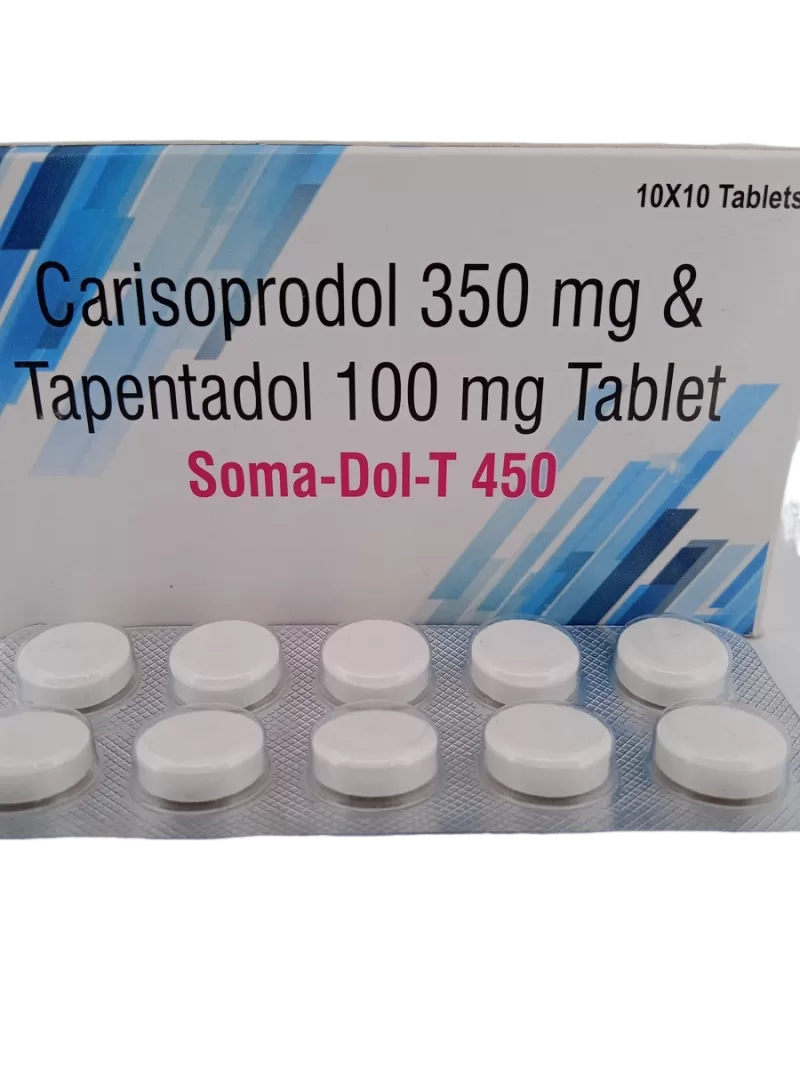 10X10 Tablets
Carisoprodol 350 mg &
Tapentadol 100 mg Tablet
Soma-Dol-T 450